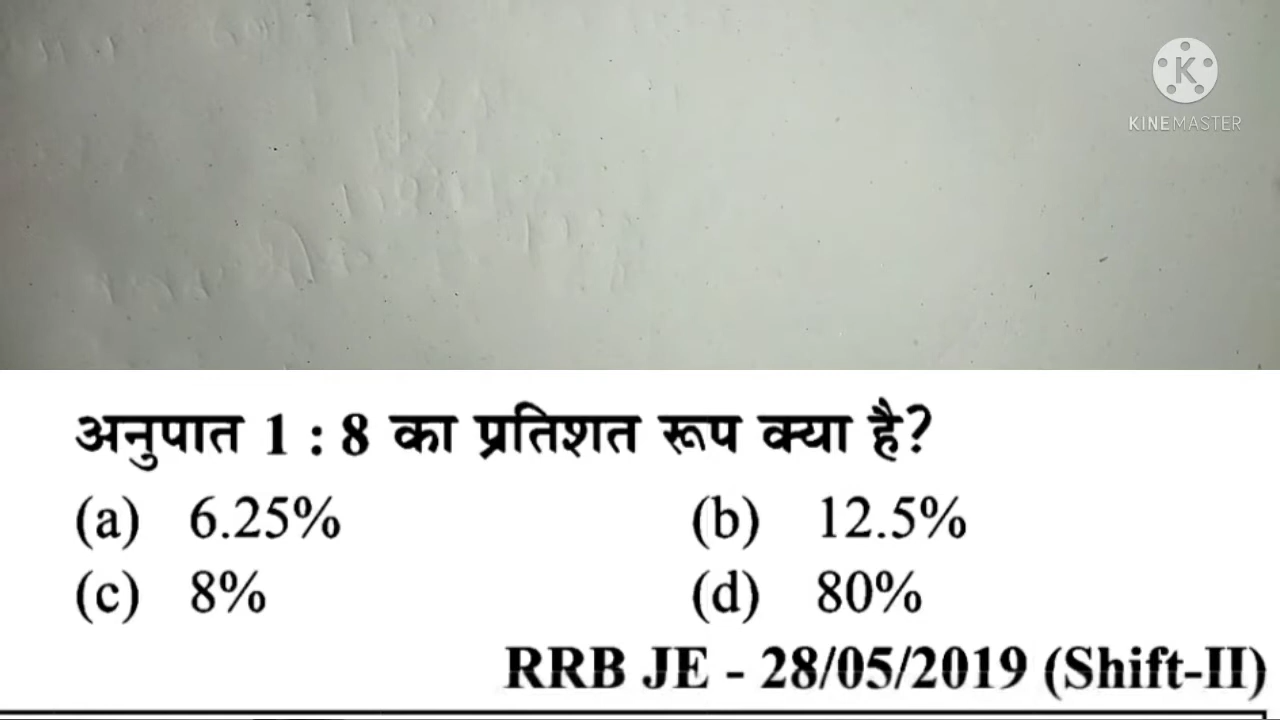 K
KINEMASTER
अनुपात 1 : 8 का प्रतिशत रूप क्या है?
(a) 6.25% (b) 12.5%
(c) 8% (d) 80%
RRB JE - 28/05/2019 (Shift-II)